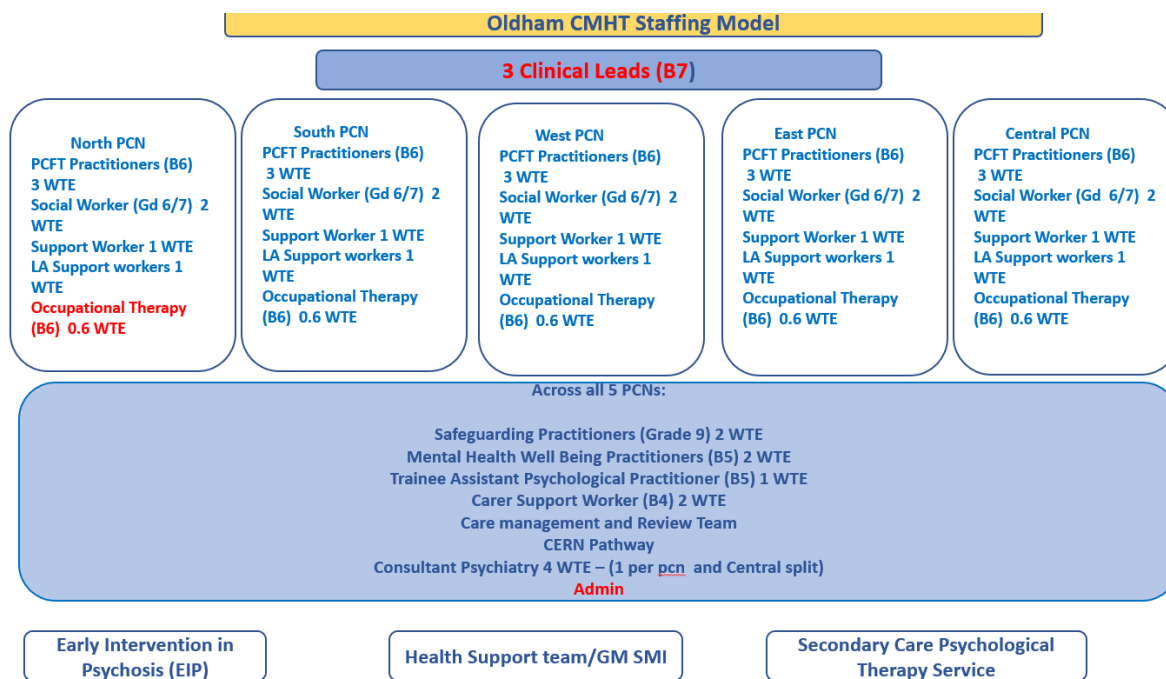 Oldham CMHT Staffing Model
3 Clinical Leads (B7)
North PCN
PCFT Practitioners (B6)
3 WTE
Social Worker (Gd 6/7) 2
WTE
Support Worker 1 WTE
LA Support workers 1
WTE
Occupational Therapy
(B6) 0.6 WTE
South PCN
PCFT Practitioners (B6)
3 WTE
Social Worker (Gd 6/7) 2
WTE
Support Worker 1 WTE
LA Support workers 1
WTE
Occupational Therapy
(B6) 0.6 WTE
West PCN
PCFT Practitioners (B6)
3 WTE
Social Worker (Gd 6/7) 2
WTE
Support Worker 1 WTE
LA Support workers 1
WTE
Occupational Therapy
(B6) 0.6 WTE
East PCN
PCFT Practitioners (B6)
3 WTE
Social Worker (Gd 6/7) 2
WTE
Support Worker 1 WTE
LA Support workers 1
WTE
Occupational Therapy
(B6) 0.6 WTE
Central PCN
PCFT Practitioners (B6)
3 WTE
Social Worker (Gd 6/7) 2
WTE
Support Worker 1 WTE
LA Support workers 1
WTE
Occupational Therapy
(B6) 0.6 WTE
Across all 5 PCNs:
Safeguarding Practitioners (Grade 9) 2 WTE
Mental Health Well Being Practitioners (B5) 2 WTE
Trainee Assistant Psychological Practitioner (B5) 1 WTE
Carer Support Worker (B4) 2 WTE
Care management and Review Team
CERN Pathway
Consultant Psychiatry 4 WTE – (1 per pcn and Central split)
Admin
Early Intervention in
Psychosis (EIP)
Health Support team/GM SMI
Secondary Care Psychological
Therapy Service